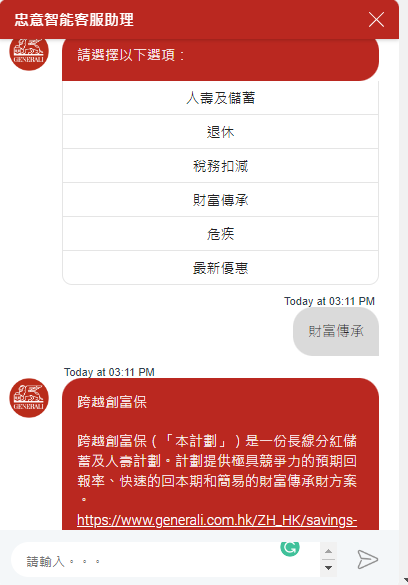 忠意智能客服助理
GENERALI
請選擇以下選項：
人壽及儲蓄
退休
稅務扣減
財富傳承
危疾
最新優惠
Today at 03:11 PM
財富傳承
Today at 03:11 PM
GENERALI
跨越創富保
跨越創富保（「本計劃」）是一份長線分紅儲
蓄及人壽計劃。計劃提供極具競爭力的預期回
報率、快速的回本期和簡易的財富傳承財方案
。
https://www.generali.com.hk/ZH_HK/savings-
請輸入。。。